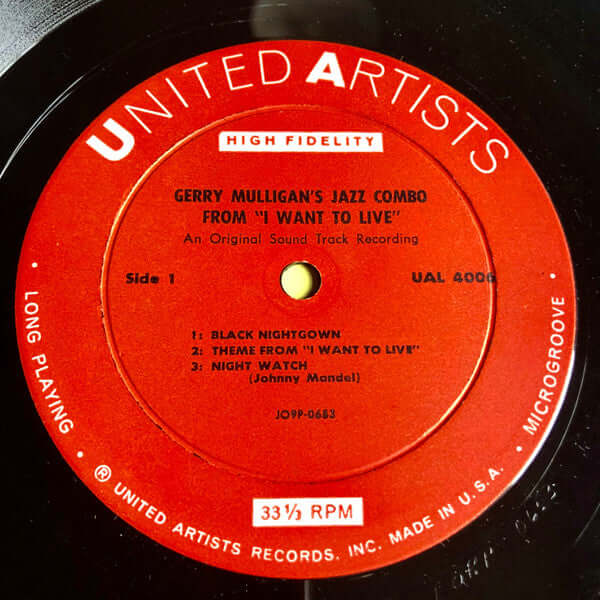 UNITED ARTISTS
HIGH FIDELITY
GERRY MULLIGAN'S JAZZ COMBO
FROM "I WANT TO LIVE"
An Original Sound Track Recording
Side 1
UAL 4006
1: BLACK NIGHTGOWN
2: THEME FROM "I WANT TO LIVE"
3: NIGHT WATCH
(Johnny Mandel)
JO9P-0683
LONG PLAYING
MICROGROOVE
33⅓ RPM
® UNITED ARTISTS RECORDS, INC. MADE IN U.S.A.